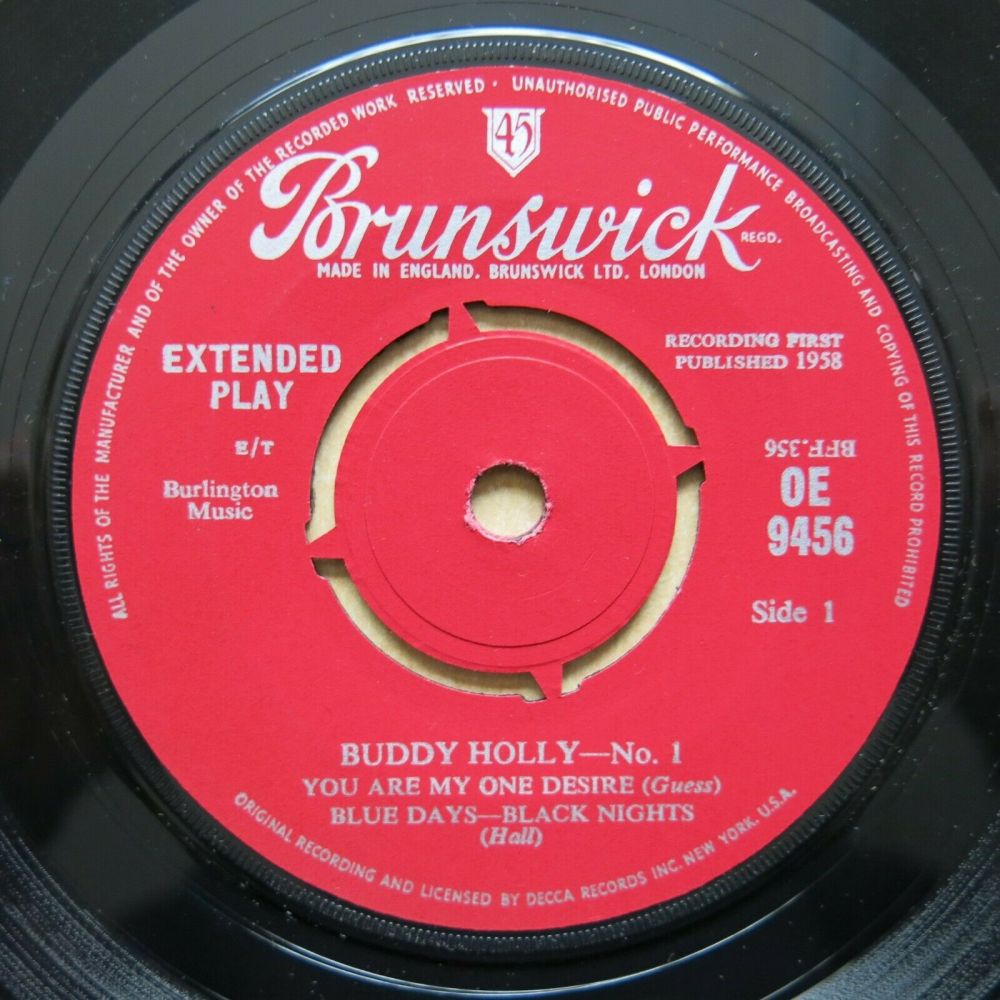 ALL RIGHTS OF THE MANUFACTURER AND OF THE OWNER OF THE RECORDED WORK RESERVED · UNAUTHORISED PUBLIC PERFORMANCE BROADCASTING AND COPYING OF THIS RECORD PROHIBITED
45
Brunswick REGD.
MADE IN ENGLAND. BRUNSWICK LTD. LONDON
EXTENDED
PLAY
E/T
Burlington
Music
RECORDING FIRST
PUBLISHED 1958
BFF.356
OE
9456
Side 1
BUDDY HOLLY—No. 1
YOU ARE MY ONE DESIRE (Guess)
BLUE DAYS—BLACK NIGHTS
(Hall)
ORIGINAL RECORDING AND LICENSED BY DECCA RECORDS INC. NEW YORK. U.S.A.